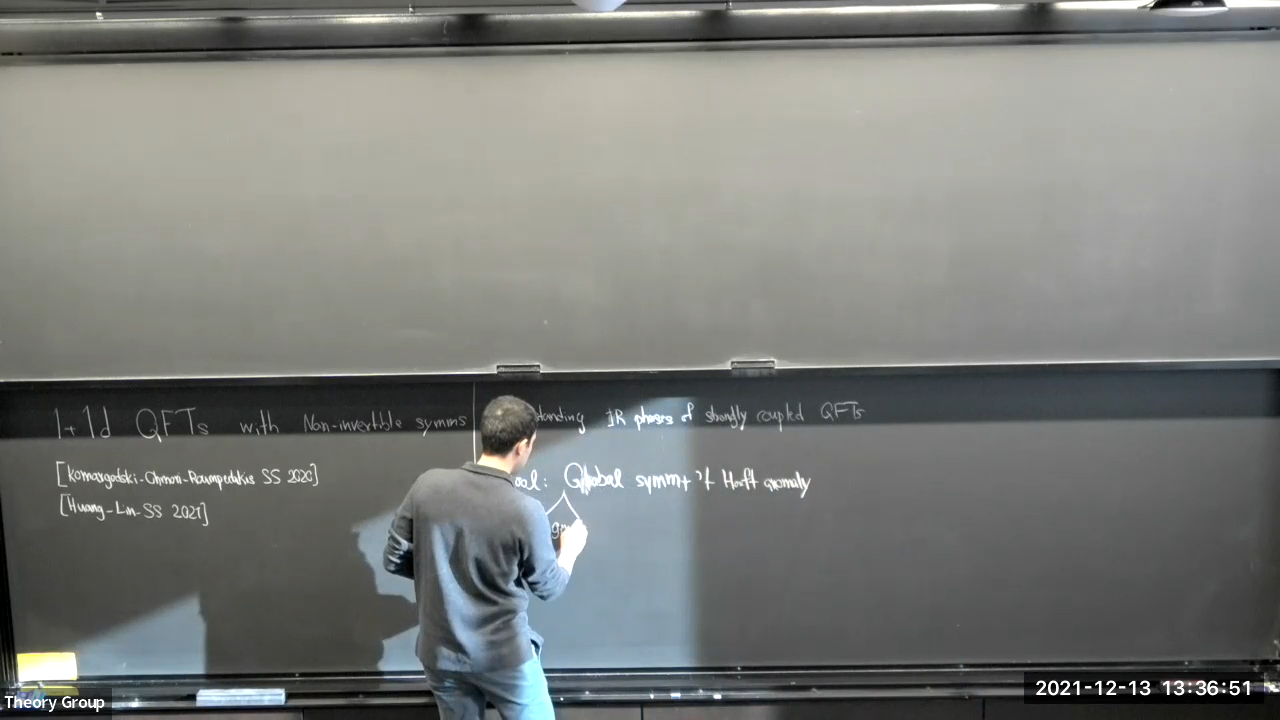 1+1d QFTs with Non-invertible symms
[Komargodski-Ohmori-Roumpedakis SS 2020]
[Huang-Lin-SS 2021]
standing IR phases of strongly coupled QFTs
ool: Global symm + 't Hooft anomaly
Theory Group
2021-12-13 13:36:51